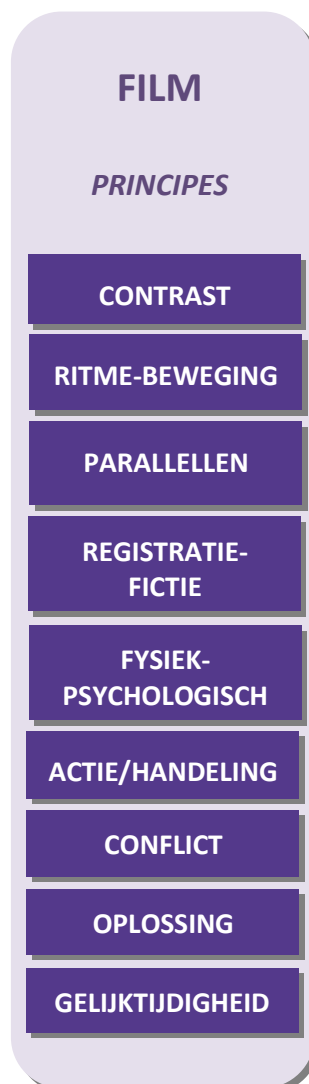 FILM
PRINCIPES
CONTRAST
RITME-BEWEGING
PARALLELLEN
REGISTRATIE-
FICTIE
FYSIEK-
PSYCHOLOGISCH
ACTIE/HANDELING
CONFLICT
OPLOSSING
GELIJKTIJDIGHEID